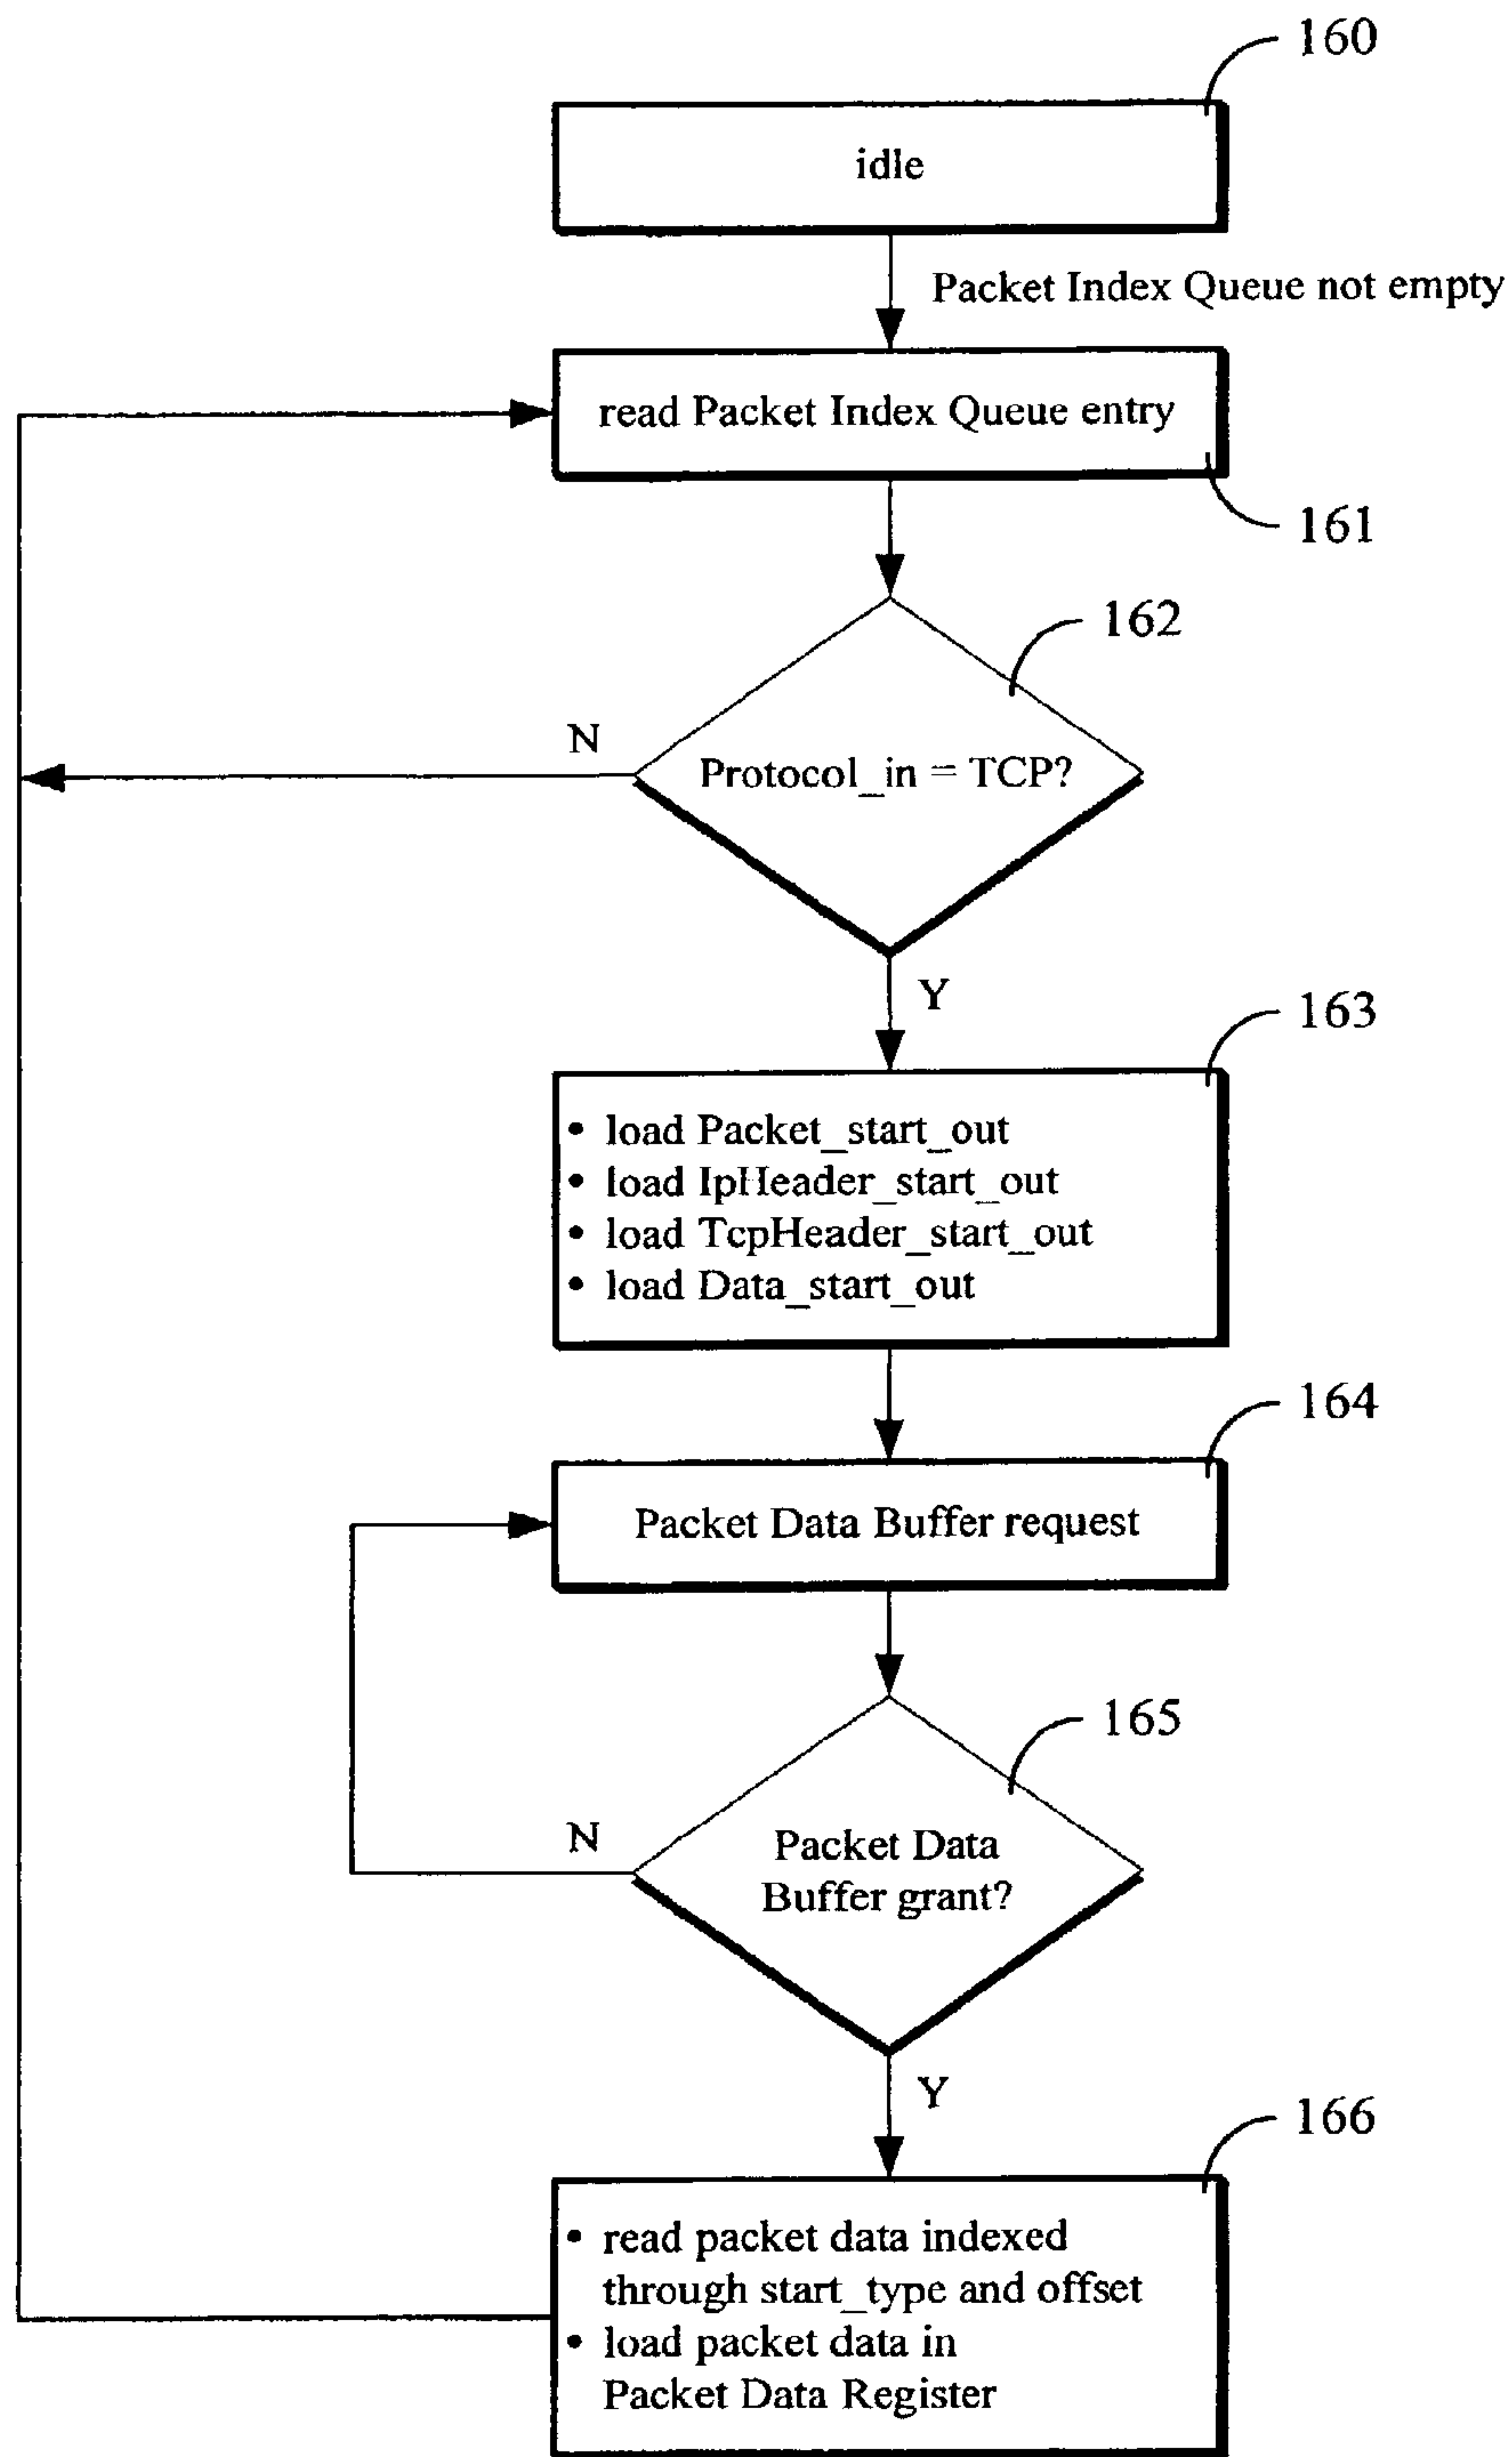 160
idle
Packet Index Queue not empty
read Packet Index Queue entry
161
162
N
Protocol_in = TCP?
Y
163
• load Packet_start_out
• load IpHeader_start_out
• load TcpHeader_start_out
• load Data_start_out
164
Packet Data Buffer request
165
N
Packet Data
Buffer grant?
Y
166
• read packet data indexed
through start_type and offset
• load packet data in
Packet Data Register